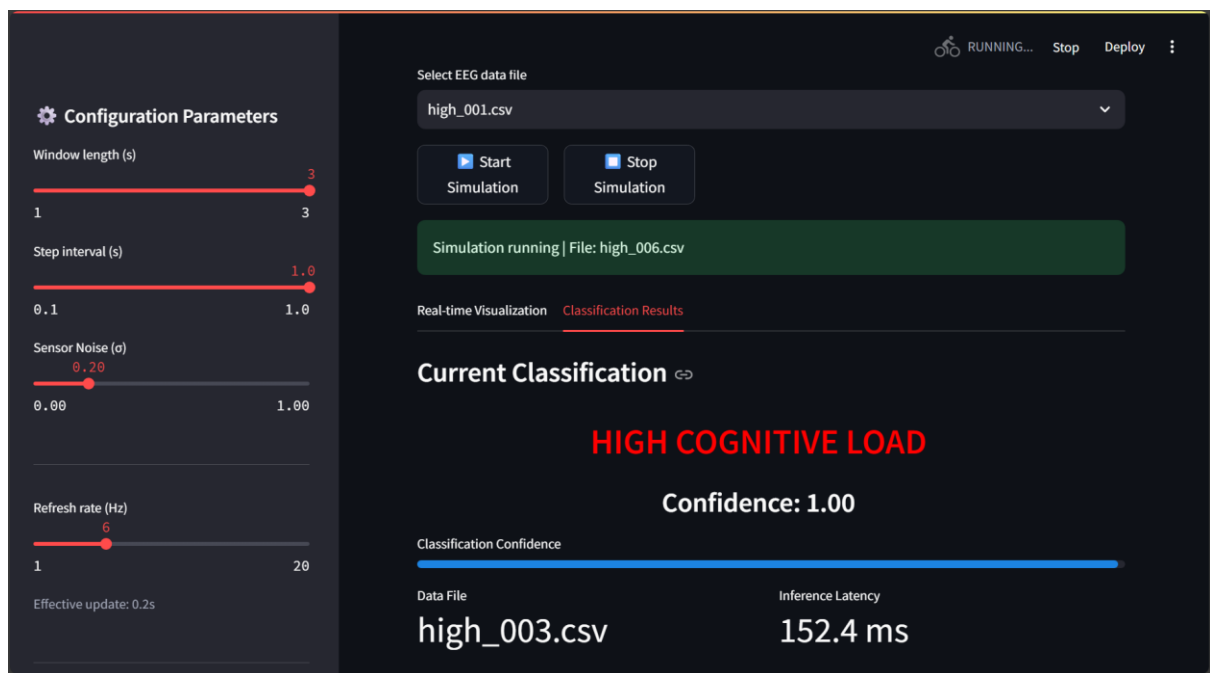 RUNNING... Stop Deploy
Select EEG data file
high_001.csv
Start
Simulation
Stop
Simulation
Simulation running | File: high_006.csv
Real-time Visualization Classification Results
Current Classification
HIGH COGNITIVE LOAD
Confidence: 1.00
Classification Confidence
Data File
high_003.csv
Inference Latency
152.4 ms
Configuration Parameters
Window length (s)
3
1 3
Step interval (s)
1.0
0.1 1.0
Sensor Noise (σ)
0.20
0.00 1.00
Refresh rate (Hz)
6
1 20
Effective update: 0.2s